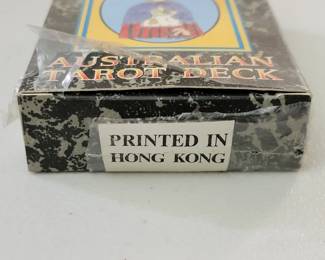 AUSTRALIAN
TAROT DECK
PRINTED IN
HONG KONG